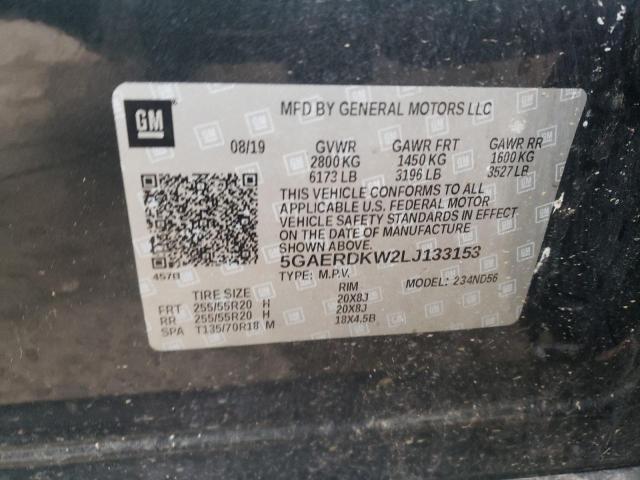 GM
MFD BY GENERAL MOTORS LLC
08/19 GVWR GAWR FRT GAWR RR
2800 KG 1450 KG 1600 KG
6173 LB 3196 LB 3527 LB
THIS VEHICLE CONFORMS TO ALL
APPLICABLE U.S. FEDERAL MOTOR
VEHICLE SAFETY STANDARDS IN EFFECT
ON THE DATE OF MANUFACTURE
SHOWN ABOVE.
4578 5GAERDKW2LJ133153
TYPE: M.P.V. MODEL: 234ND56
TIRE SIZE RIM
FRT 255/55R20 H 20X8J
RR 255/55R20 H 20X8J
SPA T135/70R18 M 18X4.5B